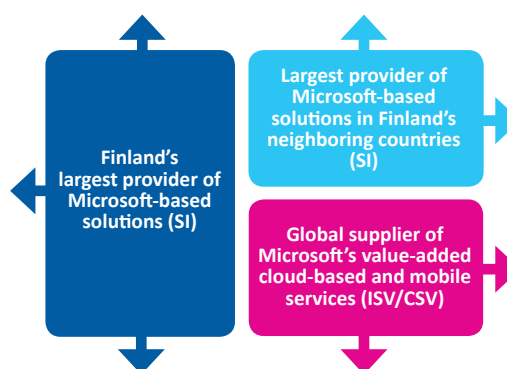 Finland's
largest provider of
Microsoft-based
solutions (SI)
Largest provider of
Microsoft-based
solutions in Finland's
neighboring countries
(SI)
Global supplier of
Microsoft's value-added
cloud-based and mobile
services (ISV/CSV)